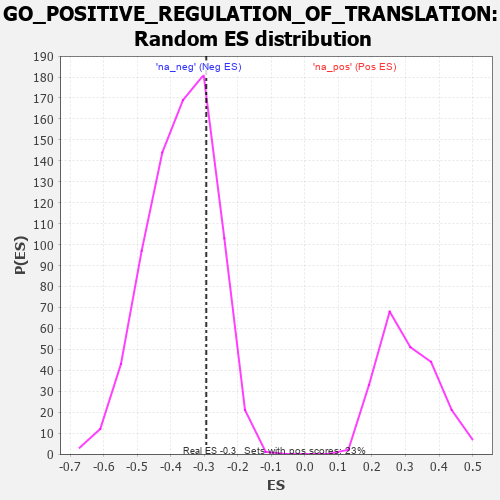 GO_POSITIVE_REGULATION_OF_TRANSLATION:
Random ES distribution
'na_neg' (Neg ES)
'na_pos' (Pos ES)
190
180
170
160
150
140
130
120
110
100
90
80
70
60
50
40
30
20
10
0
P(ES)
Real ES -0.3 Sets with pos scores: 23%
-0.7 -0.6 -0.5 -0.4 -0.3 -0.2 -0.1 0.0 0.1 0.2 0.3 0.4 0.5
ES